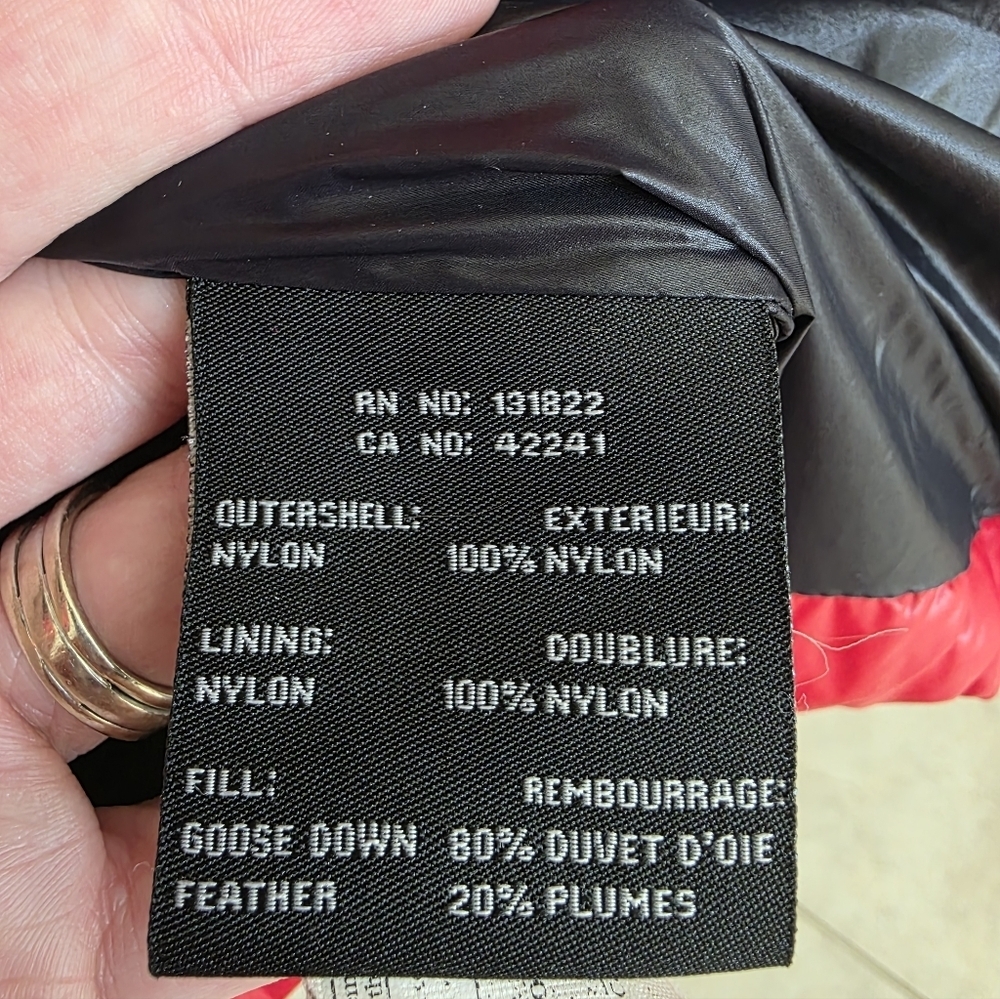 RN NO: 131822
CA NO: 42241
OUTERSHELL: EXTERIEUR:
NYLON 100% NYLON
LINING: DOUBLURE:
NYLON 100% NYLON
FILL: REMBOURRAGE:
GOOSE DOWN 80% DUVET D'OIE
FEATHER 20% PLUMES